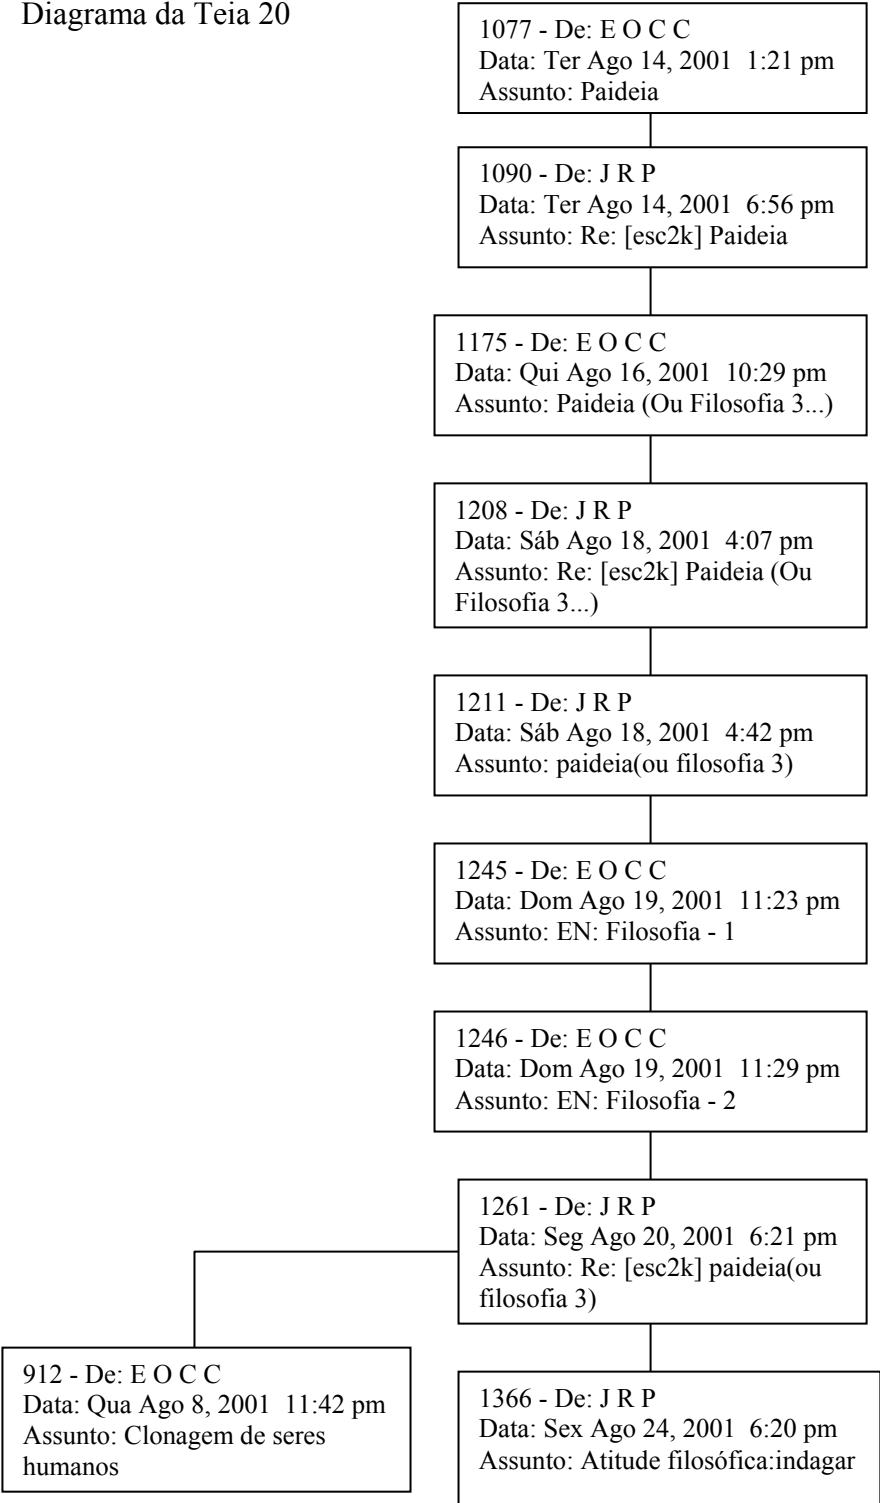 Diagrama da Teia 20
1077 - De: E O C C
Data: Ter Ago 14, 2001  1:21 pm
Assunto: Paideia
1090 - De: J R P
Data: Ter Ago 14, 2001  6:56 pm
Assunto: Re: [esc2k] Paideia
1175 - De: E O C C
Data: Qui Ago 16, 2001  10:29 pm
Assunto: Paideia (Ou Filosofia 3...)
1208 - De: J R P
Data: Sáb Ago 18, 2001  4:07 pm
Assunto: Re: [esc2k] Paideia (Ou
Filosofia 3...)
1211 - De: J R P
Data: Sáb Ago 18, 2001  4:42 pm
Assunto: paideia(ou filosofia 3)
1245 - De: E O C C
Data: Dom Ago 19, 2001  11:23 pm
Assunto: EN: Filosofia - 1
1246 - De: E O C C
Data: Dom Ago 19, 2001  11:29 pm
Assunto: EN: Filosofia - 2
1261 - De: J R P
Data: Seg Ago 20, 2001  6:21 pm
Assunto: Re: [esc2k] paideia(ou
filosofia 3)
912 - De: E O C C
Data: Qua Ago 8, 2001  11:42 pm
Assunto: Clonagem de seres
humanos
1366 - De: J R P
Data: Sex Ago 24, 2001  6:20 pm
Assunto: Atitude filosófica:indagar